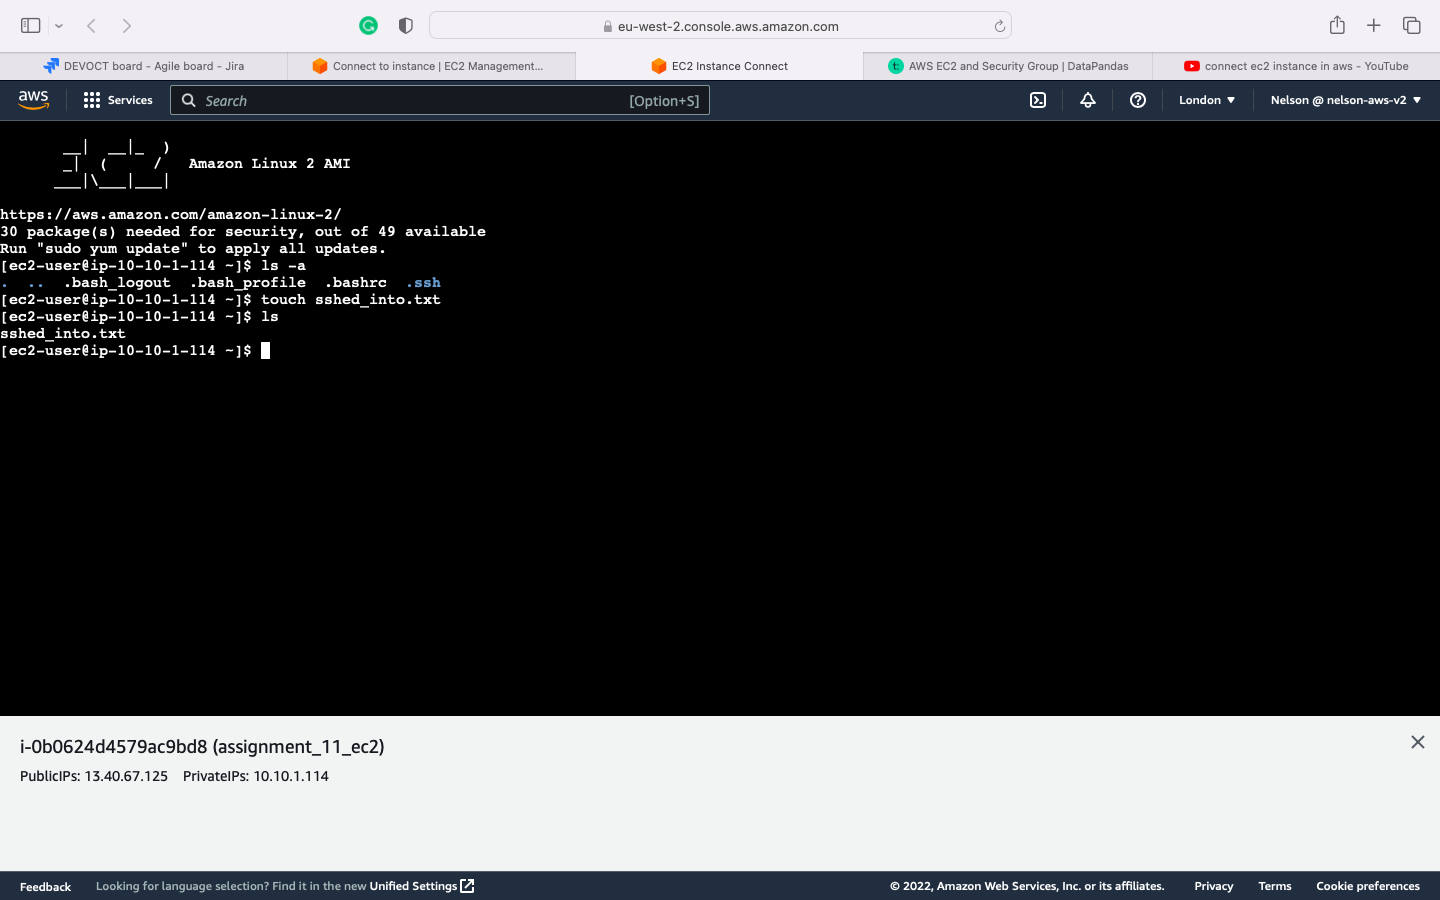 eu-west-2.console.aws.amazon.com
DEVOCT board - Agile board - Jira
Connect to instance | EC2 Management...
EC2 Instance Connect
AWS EC2 and Security Group | DataPandas
connect ec2 instance in aws - YouTube
aws
Services
Search
[Option+S]
London
Nelson @ nelson-aws-v2
       __|  __|_  )
       _|  (     /   Amazon Linux 2 AMI
      ___|\___|___|
https://aws.amazon.com/amazon-linux-2/
30 package(s) needed for security, out of 49 available
Run "sudo yum update" to apply all updates.
[ec2-user@ip-10-10-1-114 ~]$ ls -a
.  ..  .bash_logout  .bash_profile  .bashrc  .ssh
[ec2-user@ip-10-10-1-114 ~]$ touch sshed_into.txt
[ec2-user@ip-10-10-1-114 ~]$ ls
sshed_into.txt
[ec2-user@ip-10-10-1-114 ~]$
i-0b0624d4579ac9bd8 (assignment_11_ec2)
PublicIPs: 13.40.67.125 PrivateIPs: 10.10.1.114
Feedback
Looking for language selection? Find it in the new Unified Settings
© 2022, Amazon Web Services, Inc. or its affiliates.
Privacy
Terms
Cookie preferences